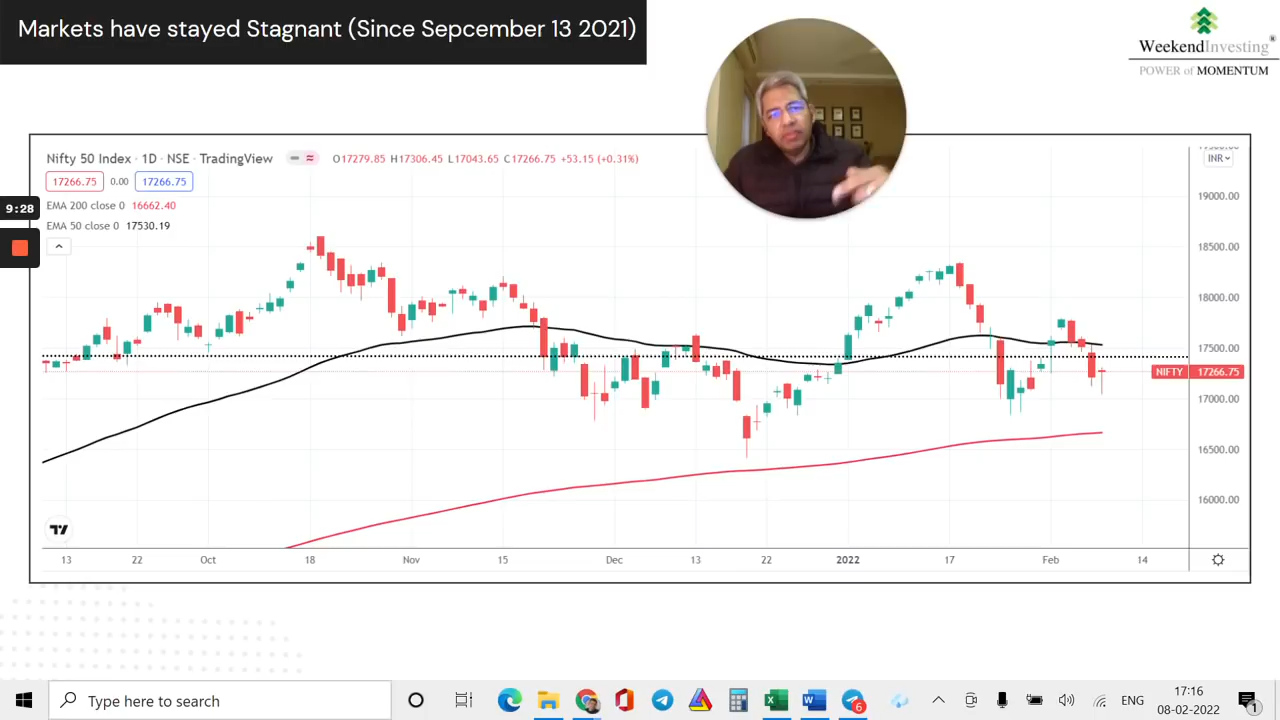 Markets have stayed Stagnant (Since Sepcember 13 2021)
WeekendInvesting®
POWER of MOMENTUM
Nifty 50 Index · 1D · NSE · TradingView O17279.85 H17306.45 L17043.65 C17266.75 +53.15 (+0.31%)
INR
17266.75 0.00 17266.75
9:28
EMA 200 close 0 16662.40
EMA 50 close 0 17530.19
19000.00
18500.00
18000.00
17500.00
NIFTY 17266.75
17000.00
16500.00
16000.00
13 22 Oct 18 Nov 15 Dec 13 22 2022 17 Feb 14
Type here to search
6
ENG
17:16
08-02-2022
1